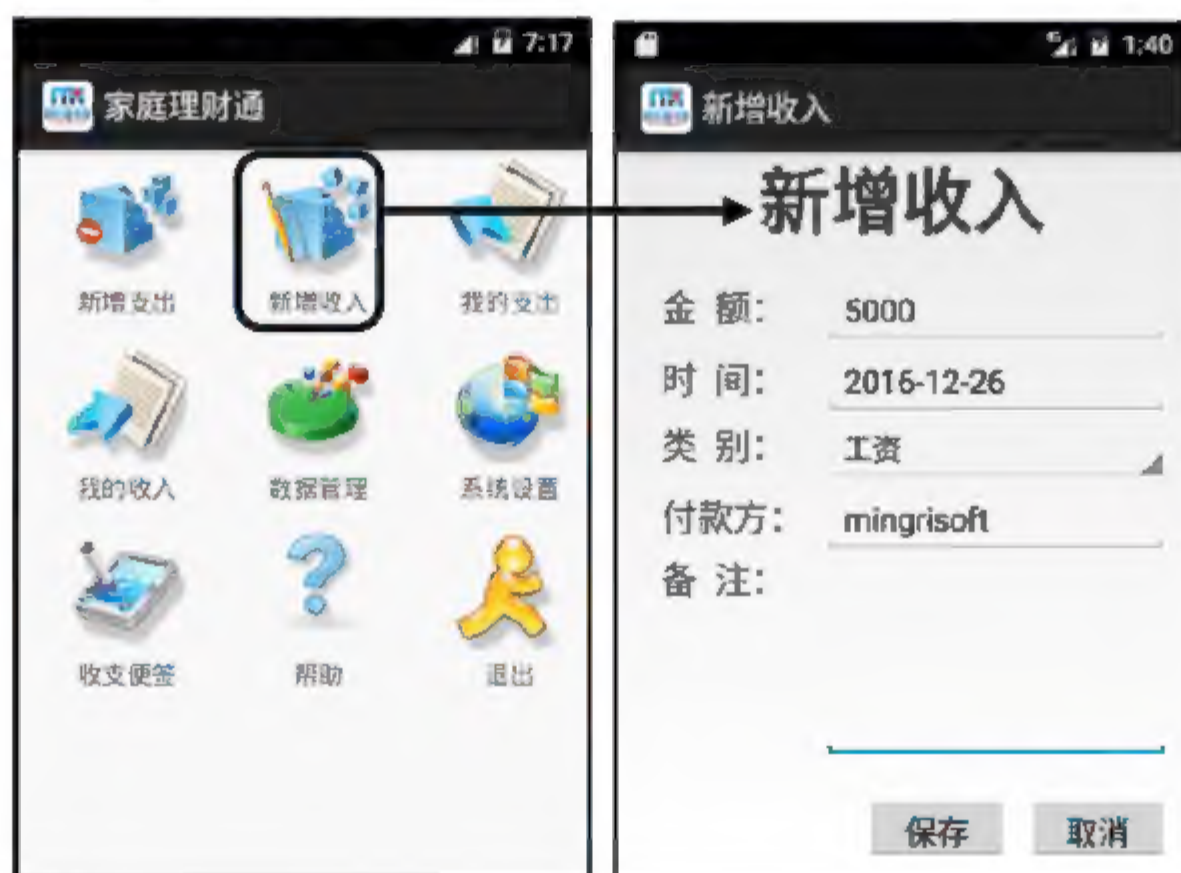 7:17
家庭理财通
新增支出
新增收入
我的支出
我的收入
数据管理
系统设置
收支便签
帮助
退出
1:40
新增收入
新增收入
金 额: 5000
时 间: 2016-12-26
类 别: 工资
付款方: mingrisoft
备 注:
保存
取消